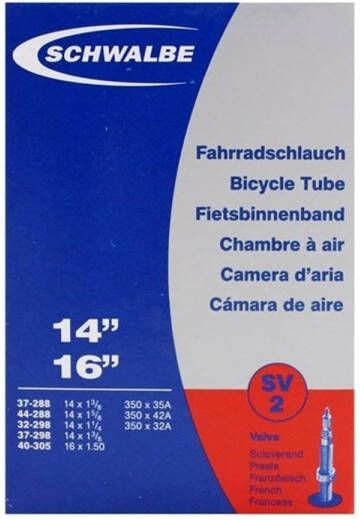 SCHWALBE
Fahrradschlauch
Bicycle Tube
Fietsbinnenband
Chambre à air
Camera d'aria
Cámara de aire
14”
16”
37-288 14 x 1 3/8 350 x 35A
44-288 14 x 1 5/8 350 x 42A
32-298 14 x 1 1/4 350 x 32A
37-298 14 x 1 3/8
40-305 16 x 1.50
SV
2
Valve
Sclaverand
Presta
Französisch
French
Francese